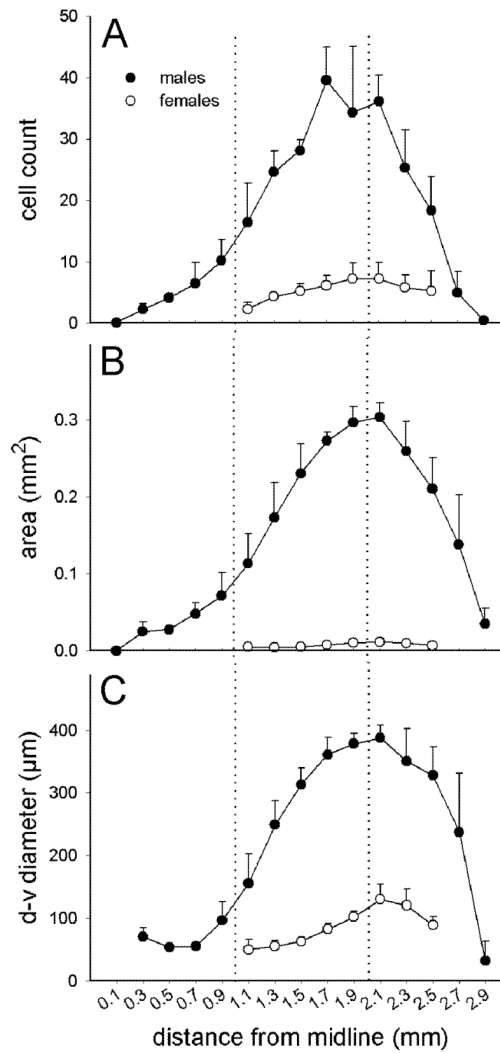 A
50
40
30
20
10
0
cell count
males
females
B
0.3
0.2
0.1
0.0
area (mm²)
C
400
300
200
100
0
d-v diameter (µm)
0.1 0.3 0.5 0.7 0.9 1.1 1.3 1.5 1.7 1.9 2.1 2.3 2.5 2.7 2.9
distance from midline (mm)